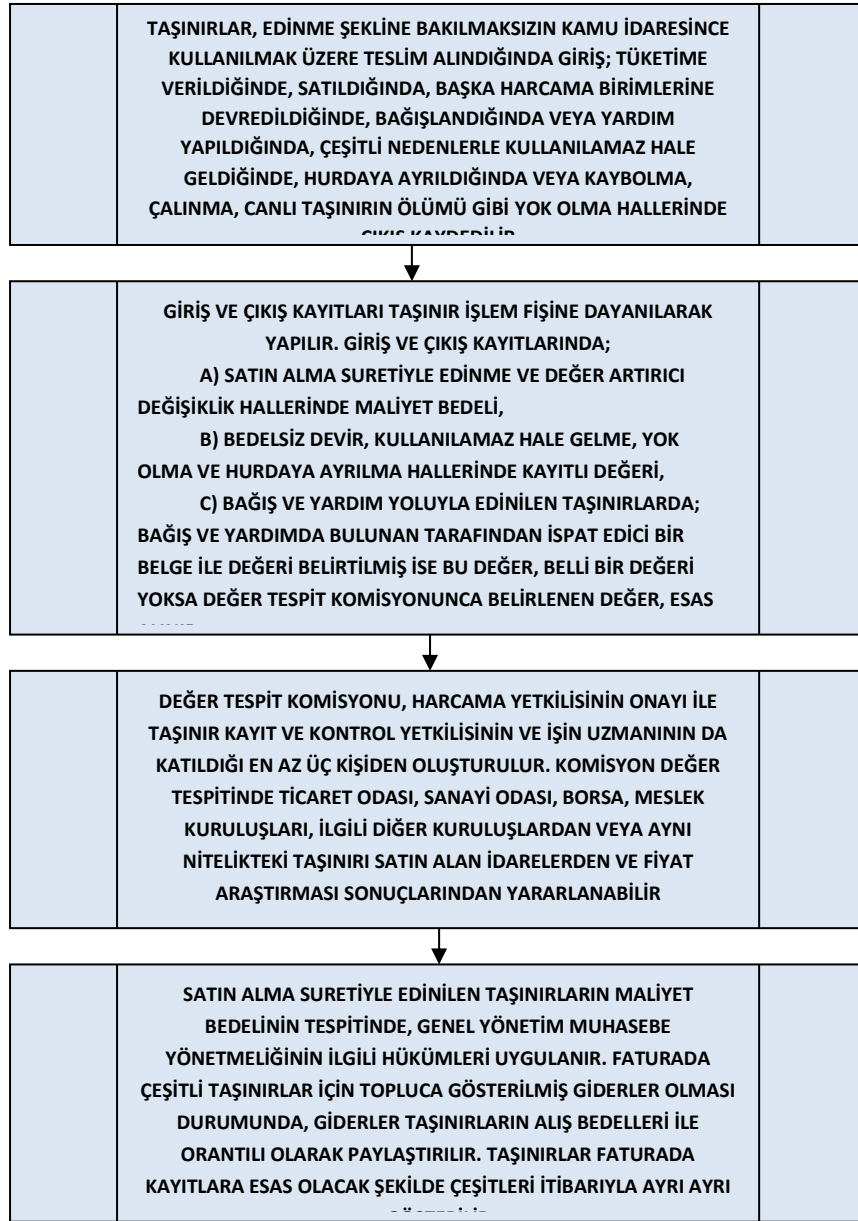 TAŞINIRLAR, EDİNME ŞEKLİNE BAKILMAKSIZIN KAMU İDARESİNCE
KULLANILMAK ÜZERE TESLİM ALINDIĞINDA GİRİŞ; TÜKETİME
VERİLDİĞİNDE, SATILDIĞINDA, BAŞKA HARCAMA BİRİMLERİNE
DEVREDİLDİĞİNDE, BAĞIŞLANDIĞINDA VEYA YARDIM
YAPILDIĞINDA, ÇEŞİTLİ NEDENLERLE KULLANILAMAZ HALE
GELDİĞİNDE, HURDAYA AYRILDIĞINDA VEYA KAYBOLMA,
ÇALINMA, CANLI TAŞINIRIN ÖLÜMÜ GİBİ YOK OLMA HALLERİNDE
ÇIKIŞ KAYDEDİLİR
GİRİŞ VE ÇIKIŞ KAYITLARI TAŞINIR İŞLEM FİŞİNE DAYANILARAK
YAPILIR. GİRİŞ VE ÇIKIŞ KAYITLARINDA;
A) SATIN ALMA SURETİYLE EDİNME VE DEĞER ARTIRICI
DEĞİŞİKLİK HALLERİNDE MALİYET BEDELİ,
B) BEDELSİZ DEVİR, KULLANILAMAZ HALE GELME, YOK
OLMA VE HURDAYA AYRILMA HALLERİNDE KAYITLI DEĞERİ,
C) BAĞIŞ VE YARDIM YOLUYLA EDİNİLEN TAŞINIRLARDA;
BAĞIŞ VE YARDIMDA BULUNAN TARAFINDAN İSPAT EDİCİ BİR
BELGE İLE DEĞERİ BELİRTİLMİŞ İSE BU DEĞER, BELLİ BİR DEĞERİ
YOKSA DEĞER TESPİT KOMİSYONUNCA BELİRLENEN DEĞER, ESAS
DEĞER TESPİT KOMİSYONU, HARCAMA YETKİLİSİNİN ONAYI İLE
TAŞINIR KAYIT VE KONTROL YETKİLİSİNİN VE İŞİN UZMANININ DA
KATILDIĞI EN AZ ÜÇ KİŞİDEN OLUŞTURULUR. KOMİSYON DEĞER
TESPİTİNDE TİCARET ODASI, SANAYİ ODASI, BORSA, MESLEK
KURULUŞLARI, İLGİLİ DİĞER KURULUŞLARDAN VEYA AYNI
NİTELİKTEKİ TAŞINIRI SATIN ALAN İDARELERDEN VE FİYAT
ARAŞTIRMASI SONUÇLARINDAN YARARLANABİLİR
SATIN ALMA SURETİYLE EDİNİLEN TAŞINIRLARIN MALİYET
BEDELİNİN TESPİTİNDE, GENEL YÖNETİM MUHASEBE
YÖNETMELİĞİNİN İLGİLİ HÜKÜMLERİ UYGULANIR. FATURADA
ÇEŞİTLİ TAŞINIRLAR İÇİN TOPLUCA GÖSTERİLMİŞ GİDERLER OLMASI
DURUMUNDA, GİDERLER TAŞINIRLARIN ALIŞ BEDELLERİ İLE
ORANTILI OLARAK PAYLAŞTIRILIR. TAŞINIRLAR FATURADA
KAYITLARA ESAS OLACAK ŞEKİLDE ÇEŞİTLERİ İTİBARIYLA AYRI AYRI